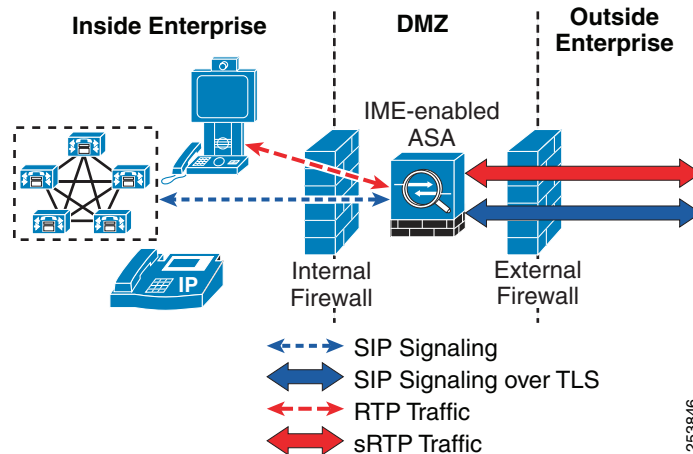 Inside Enterprise
DMZ
Outside
Enterprise
IME-enabled
ASA
IP
Internal
Firewall
External
Firewall
SIP Signaling
SIP Signaling over TLS
RTP Traffic
sRTP Traffic
253846